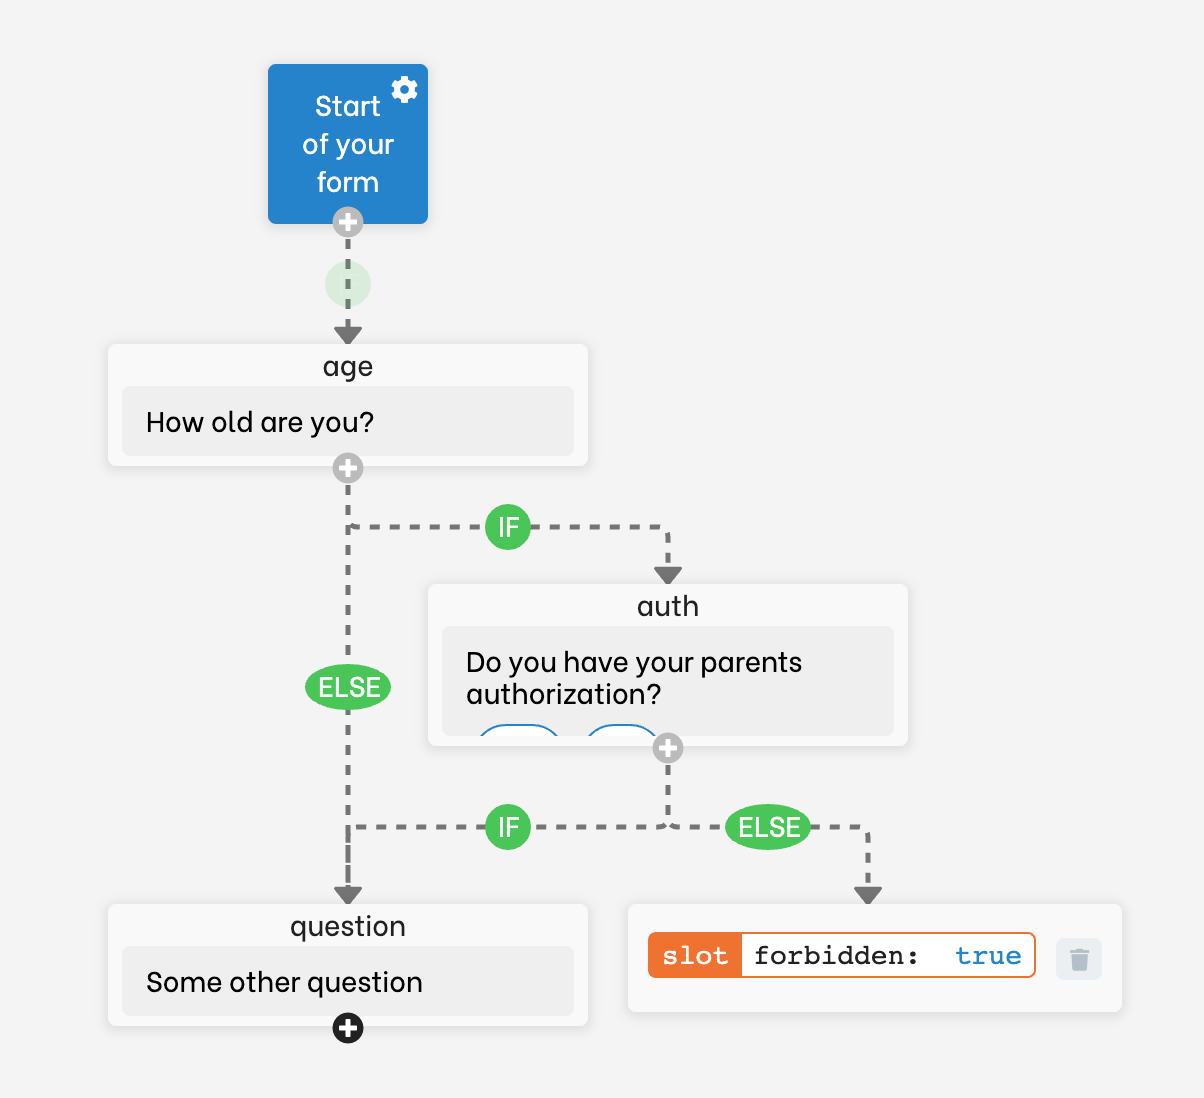 Start
of your
form
age
How old are you?
IF
auth
Do you have your parents
authorization?
ELSE
IF
ELSE
question
Some other question
slot forbidden: true